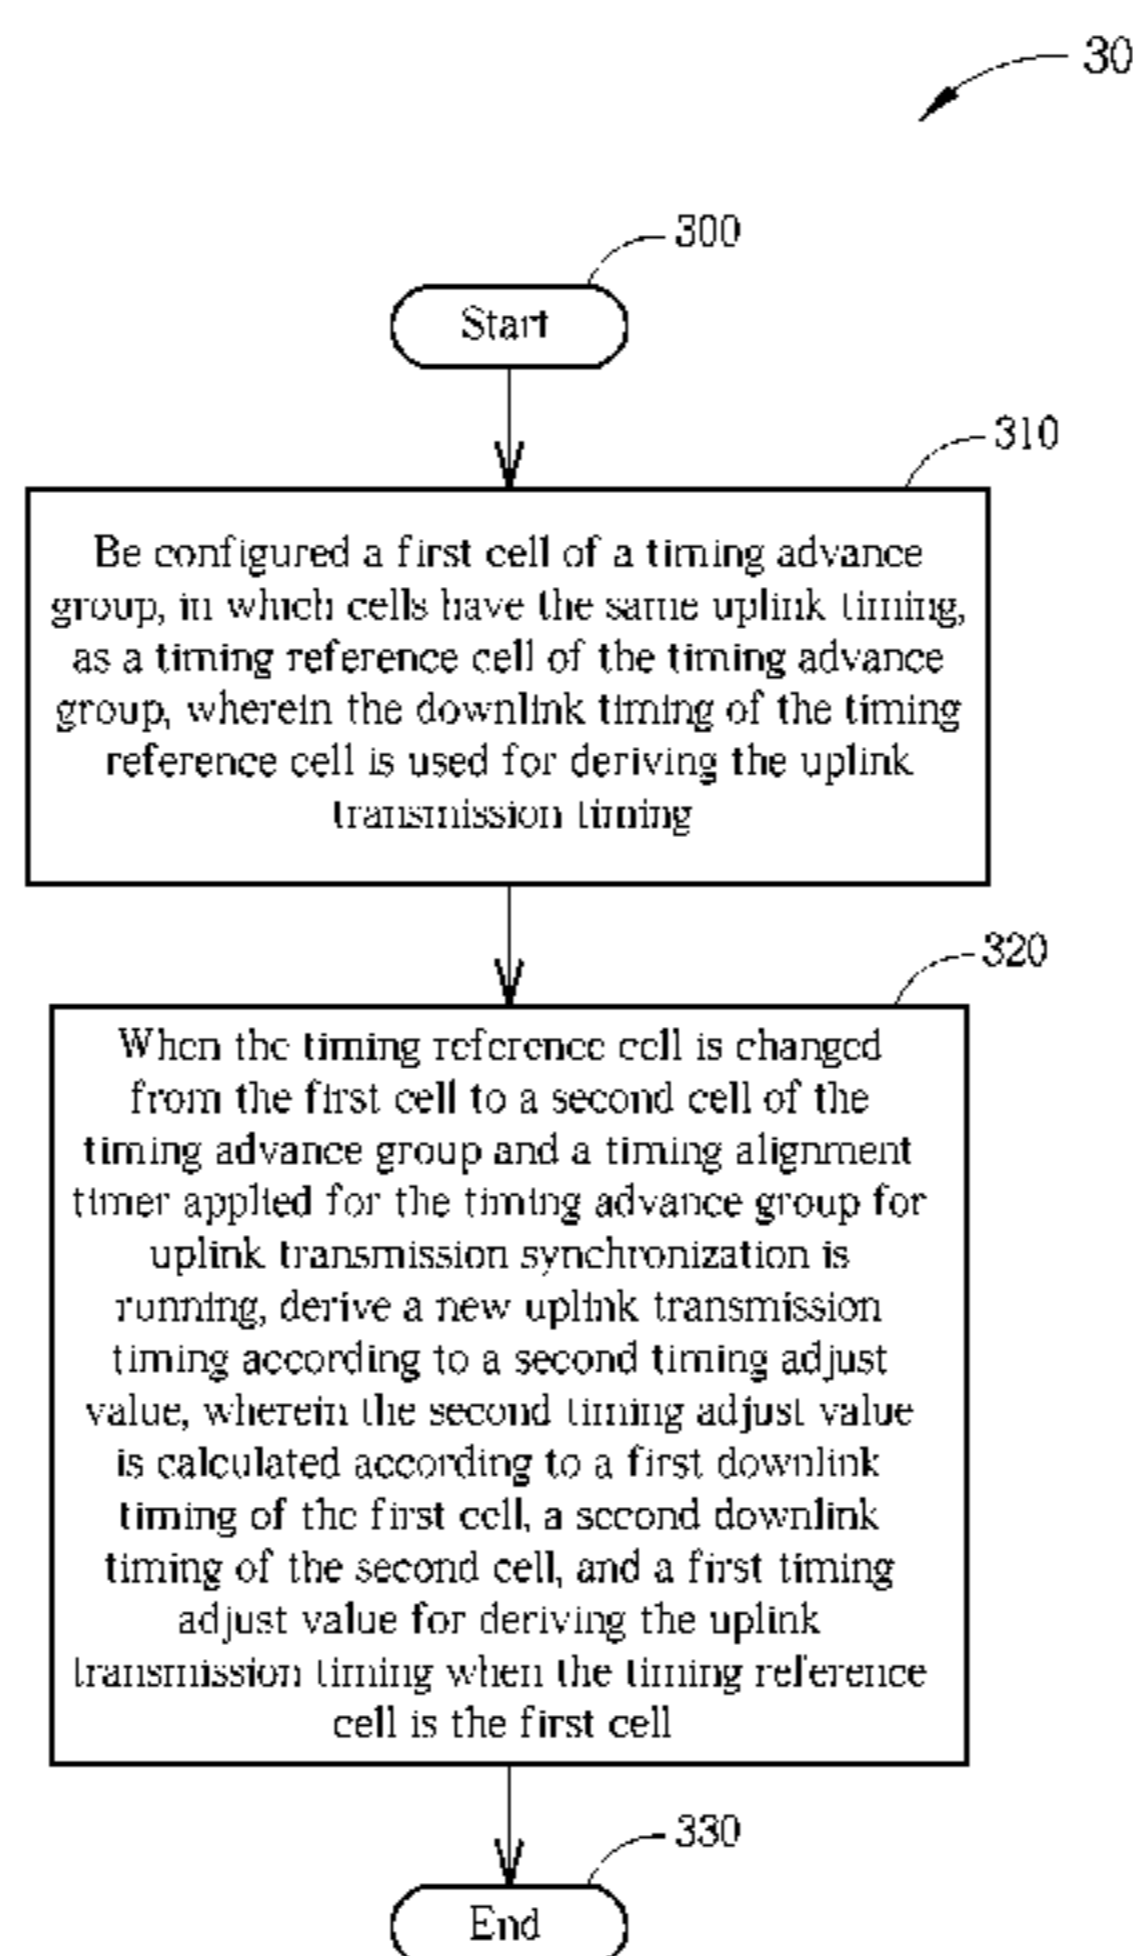 30
300
Start
310
Be configured a first cell of a timing advance
group, in which cells have the same uplink timing,
as a timing reference cell of the timing advance
group, wherein the downlink timing of the timing
reference cell is used for deriving the uplink
transmission timing
320
When the timing reference cell is changed
from the first cell to a second cell of the
timing advance group and a timing alignment
timer applied for the timing advance group for
uplink transmission synchronization is
running, derive a new uplink transmission
timing according to a second timing adjust
value, wherein the second timing adjust value
is calculated according to a first downlink
timing of the first cell, a second downlink
timing of the second cell, and a first timing
adjust value for deriving the uplink
transmission timing when the timing reference
cell is the first cell
330
End